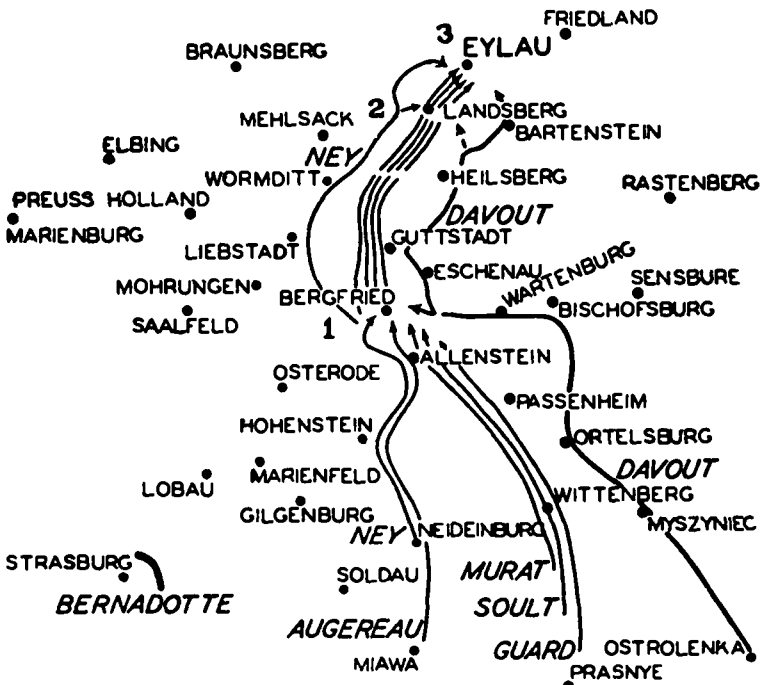 FRIEDLAND
3
EYLAU
BRAUNSBERG
2
LANDSBERG
MEHLSACK
BARTENSTEIN
ELBING
NEY
WORMDITT
HEILSBERG
RASTENBERG
PREUSS HOLLAND
MARIENBURG
DAVOUT
GUTTSTADT
LIEBSTADT
ESCHENAU
WARTENBURG
SENSBURE
MOHRUNGEN
BERGFRIED
BISCHOFSBURG
SAALFELD
1
ALLENSTEIN
OSTERODE
PASSENHEIM
HOHENSTEIN
ORTELSBURG
MARIENFELD
DAVOUT
LOBAU
WITTENBERG
GILGENBURG
MYSZYNIEC
NEY
NEIDEINBURG
STRASBURG
MURAT
SOLDAU
BERNADOTTE
SOULT
AUGEREAU
GUARD
OSTROLENKA
MIAWA
PRASNYE